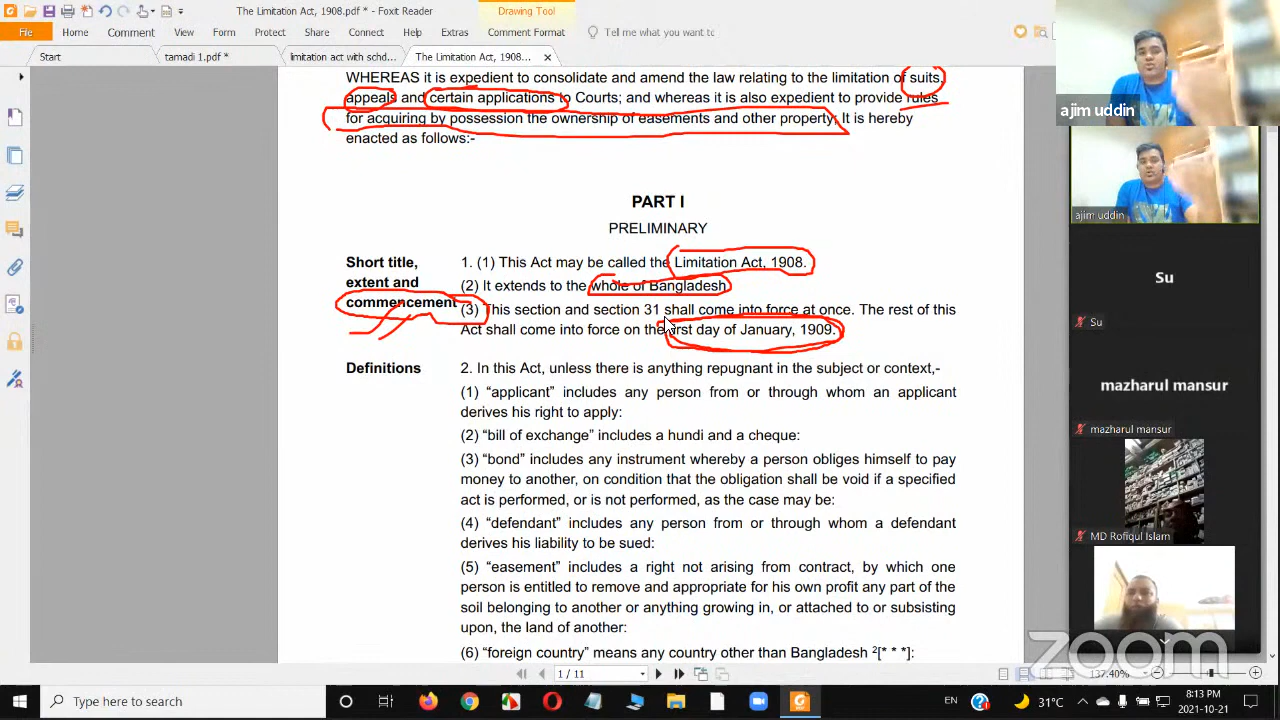 The Limitation Act, 1908.pdf * - Foxit Reader
Drawing Tool
File Home Comment View Form Protect Share Connect Help Extras Comment Format Tell me what you want to
Start tamadi 1.pdf * limitation act with schd... The Limitation Act, 1908....
WHEREAS it is expedient to consolidate and amend the law relating to the limitation of suits,
appeals and certain applications to Courts; and whereas it is also expedient to provide rules
for acquiring by possession the ownership of easements and other property; It is hereby
enacted as follows:-
PART I
PRELIMINARY
Short title,
extent and
commencement
1. (1) This Act may be called the Limitation Act, 1908.
(2) It extends to the whole of Bangladesh
(3) This section and section 31 shall come into force at once. The rest of this
Act shall come into force on the first day of January, 1909.
Definitions
2. In this Act, unless there is anything repugnant in the subject or context,-
(1) “applicant” includes any person from or through whom an applicant
derives his right to apply:
(2) “bill of exchange” includes a hundi and a cheque:
(3) “bond” includes any instrument whereby a person obliges himself to pay
money to another, on condition that the obligation shall be void if a specified
act is performed, or is not performed, as the case may be:
(4) “defendant” includes any person from or through whom a defendant
derives his liability to be sued:
(5) “easement” includes a right not arising from contract, by which one
person is entitled to remove and appropriate for his own profit any part of the
soil belonging to another or anything growing in, or attached to or subsisting
upon, the land of another:
(6) “foreign country” means any country other than Bangladesh 2[* * *]:
1 / 11
137.40%
ajim uddin
ajim uddin
Su
Su
mazharul mansur
mazharul mansur
MD Rofiqul Islam
zoom
Type here to search
EN
31°C
8:13 PM
2021-10-21